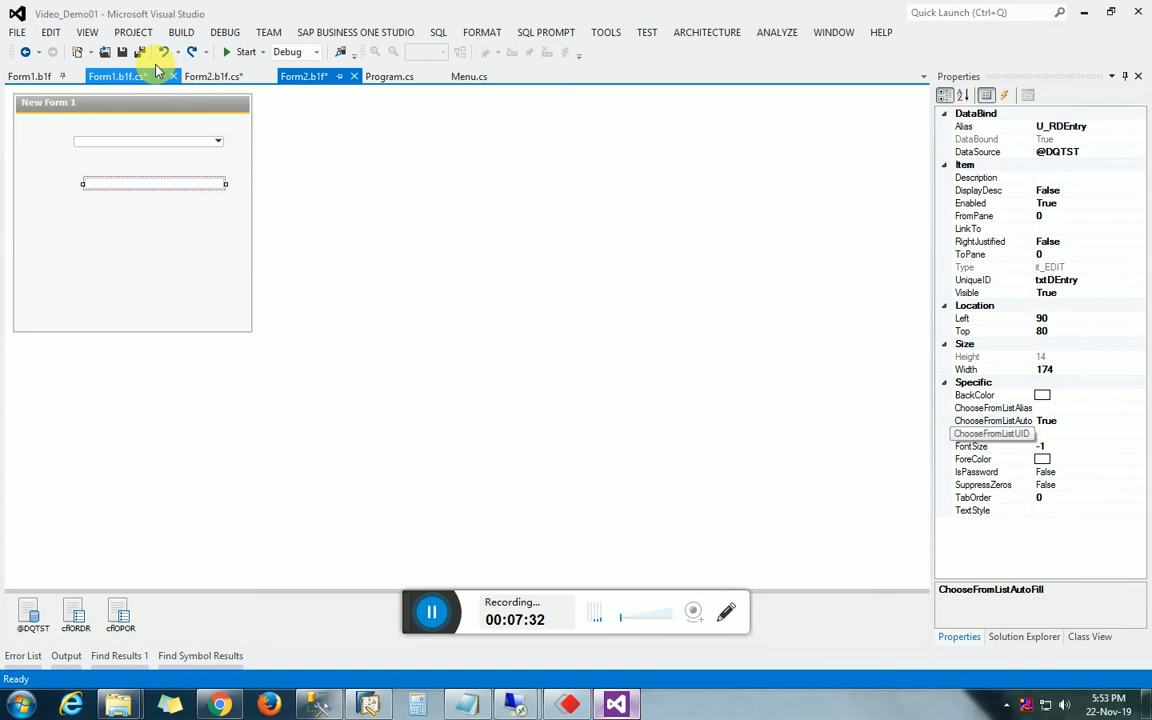 Video_Demo01 - Microsoft Visual Studio
Quick Launch (Ctrl+Q)
FILE EDIT VIEW PROJECT BUILD DEBUG TEAM SAP BUSINESS ONE STUDIO SQL FORMAT SQL PROMPT TOOLS TEST ARCHITECTURE ANALYZE WINDOW HELP
Start Debug
Form1.b1f Form1.b1f.cs* Form2.b1f.cs* Form2.b1f* Program.cs Menu.cs
New Form 1
Properties
DataBind
Alias U_RDEntry
DataBound True
DataSource @DQTST
Item
Description
DisplayDesc False
Enabled True
FromPane 0
LinkTo
RightJustified False
ToPane 0
Type it_EDIT
UniqueID txtDEntry
Visible True
Location
Left 90
Top 80
Size
Height 14
Width 174
Specific
BackColor
ChooseFromListAlias
ChooseFromListAuto True
ChooseFromListUID
FontSize -1
ForeColor
IsPassword False
SuppressZeros False
TabOrder 0
TextStyle
ChooseFromListAutoFill
@DQTST cflORDR cflOPOR
Recording...
00:07:32
Properties Solution Explorer Class View
Error List Output Find Results 1 Find Symbol Results
Ready
5:53 PM
22-Nov-19